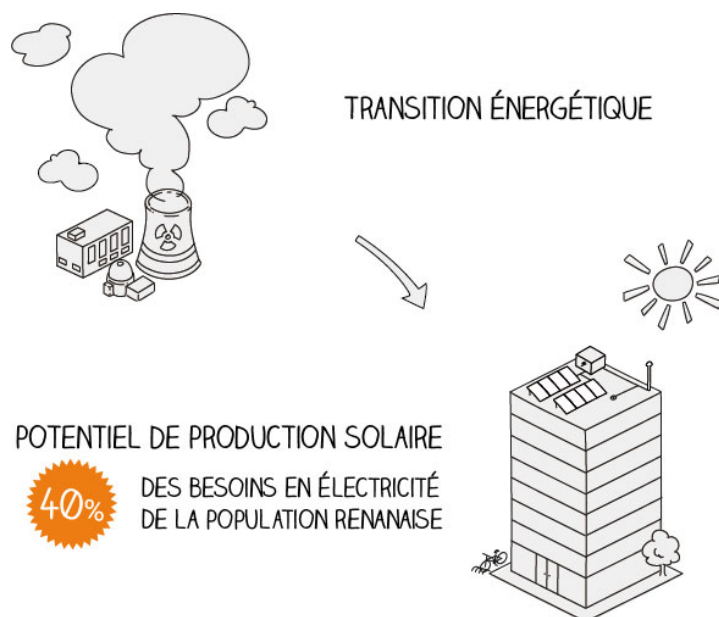 TRANSITION ÉNERGÉTIQUE
POTENTIEL DE PRODUCTION SOLAIRE
40%
DES BESOINS EN ÉLECTRICITÉ
DE LA POPULATION RENANAISE